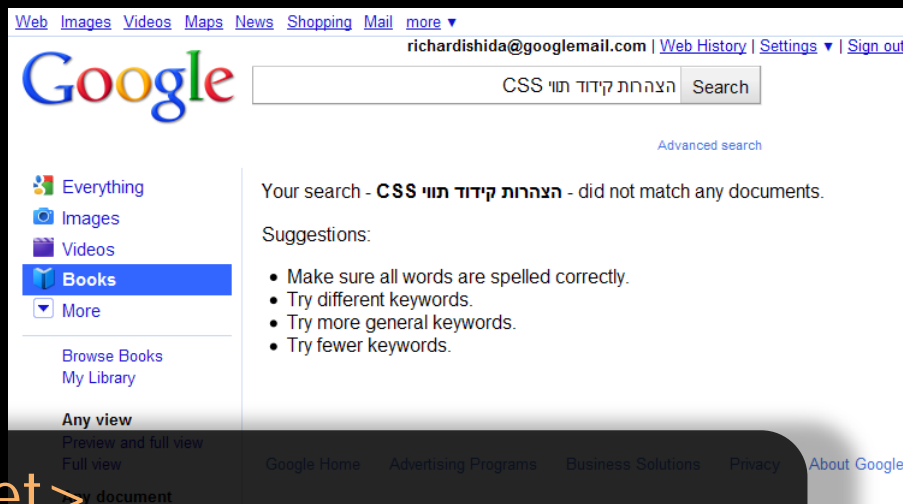 Web Images Videos Maps News Shopping Mail more ▼
richardishida@googlemail.com | Web History | Settings ▼ | Sign out
Google
הצהרות קידוד תווי CSS Search
Advanced search
Everything
Images
Videos
Books
More
Browse Books
My Library
Any view
Preview and full view
Full view
Your search - הצהרות קידוד תווי CSS - did not match any documents.
Suggestions:
• Make sure all words are spelled correctly.
• Try different keywords.
• Try more general keywords.
• Try fewer keywords.
Google Home Advertising Programs Business Solutions Privacy About Google
document
et >